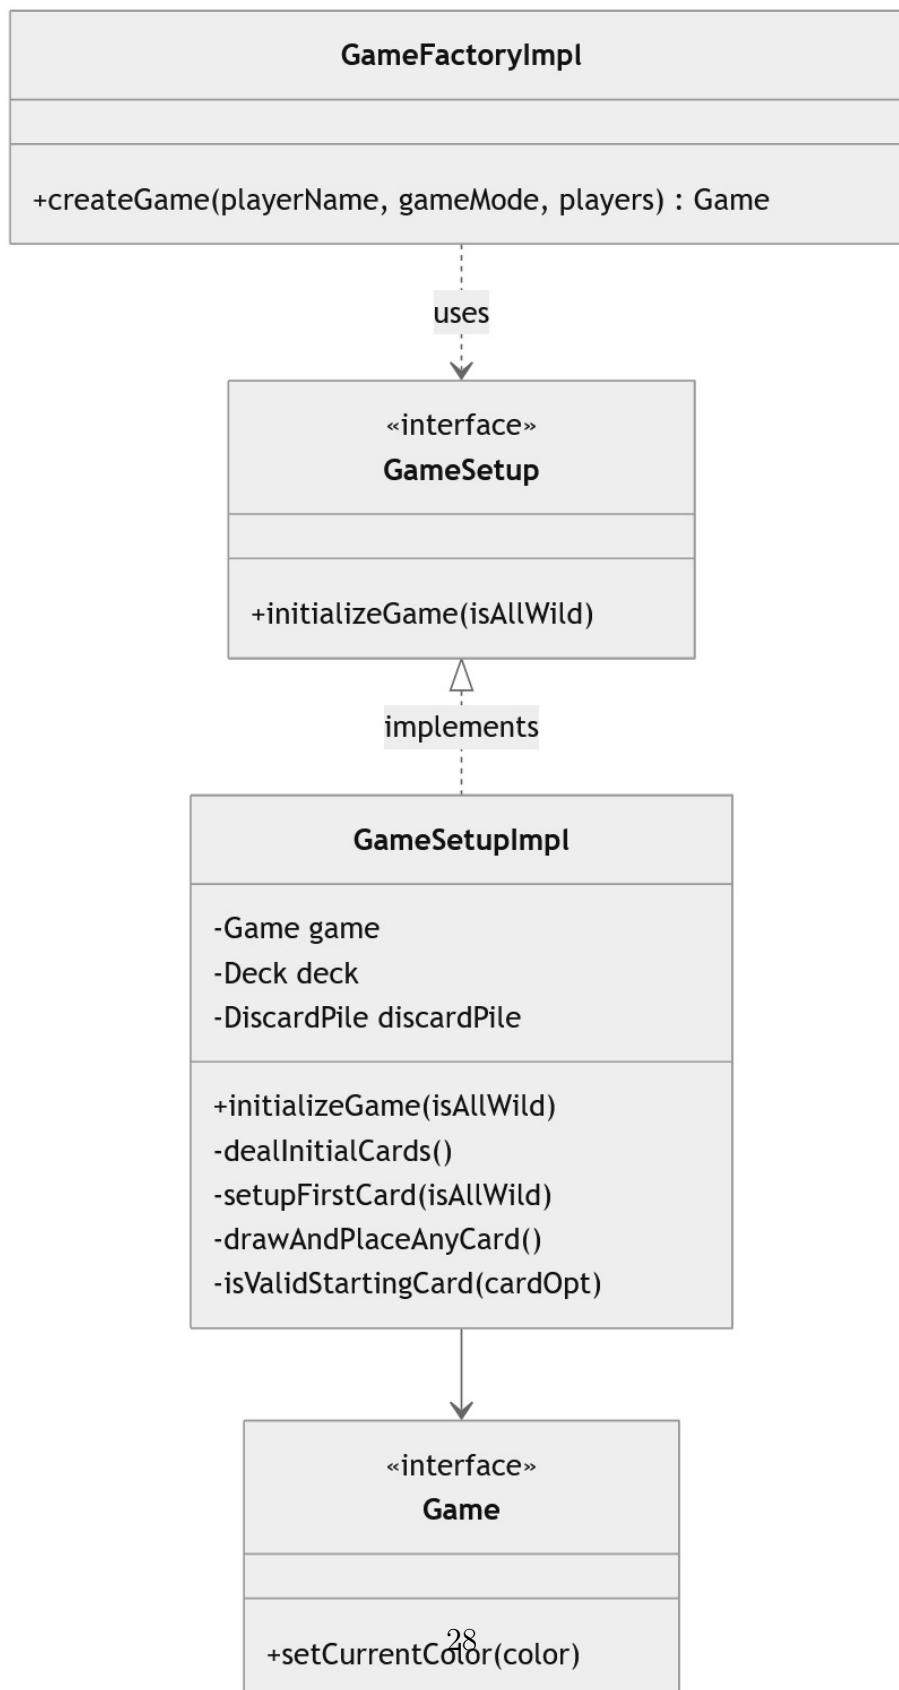 GameFactoryImpl
+createGame(playerName, gameMode, players) : Game
uses
«interface»
GameSetup
+initializeGame(isAllWild)
implements
GameSetupImpl
-Game game
-Deck deck
-DiscardPile discardPile
+initializeGame(isAllWild)
-dealInitialCards()
-setupFirstCard(isAllWild)
-drawAndPlaceAnyCard()
-isValidStartingCard(cardOpt)
«interface»
Game
28
+setCurrentColor(color)